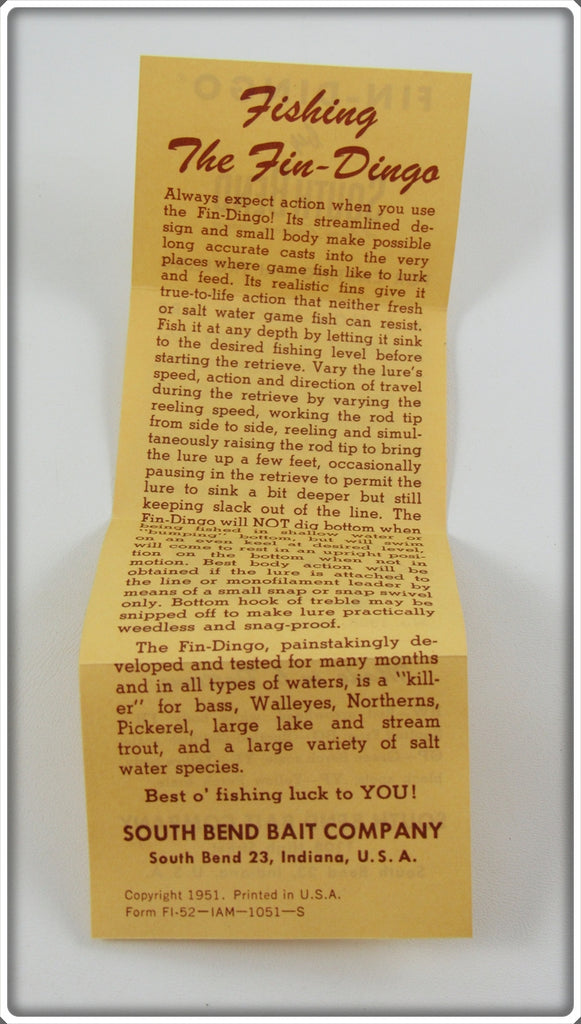 Fishing
The Fin-Dingo
Always expect action when you use
the Fin-Dingo! Its streamlined de-
sign and small body make possible
long accurate casts into the very
places where game fish like to lurk
and feed. Its realistic fins give it
true-to-life action that neither fresh
or salt water game fish can resist.
Fish it at any depth by letting it sink
to the desired fishing level before
starting the retrieve. Vary the lure's
speed, action and direction of travel
during the retrieve by varying the
reeling speed, working the rod tip
from side to side, reeling and simul-
taneously raising the rod tip to bring
the lure up a few feet, occasionally
pausing in the retrieve to permit the
lure to sink a bit deeper but still
keeping slack out of the line. The
Fin-Dingo will NOT dig bottom when
being fished in shallow water or
"bumping" bottom, but will swim
on an even keel at desired level,
will come to rest in an upright posi-
tion on the bottom when not in
motion. Best body action will be
obtained if the lure is attached to
the line or monofilament leader by
means of a small snap or snap swivel
only. Bottom hook of treble may be
snipped off to make lure practically
weedless and snag-proof.
The Fin-Dingo, painstakingly de-
veloped and tested for many months
and in all types of waters, is a "kill-
er" for bass, Walleyes, Northerns,
Pickerel, large lake and stream
trout, and a large variety of salt
water species.
Best o' fishing luck to YOU!
SOUTH BEND BAIT COMPANY
South Bend 23, Indiana, U. S. A.
Copyright 1951. Printed in U.S.A.
Form FI-52—IAM—1051—S